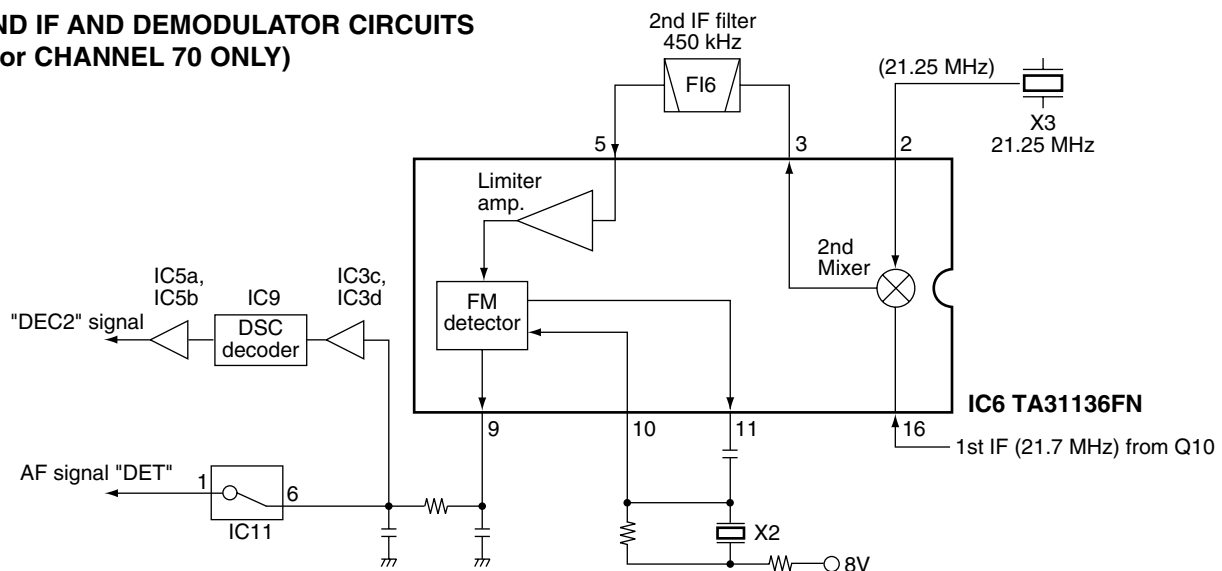 ND IF AND DEMODULATOR CIRCUITS
or CHANNEL 70 ONLY)
2nd IF filter
450 kHz
FI6
(21.25 MHz)
X3
21.25 MHz
5
3
2
Limiter
amp.
2nd
Mixer
FM
detector
IC5a,
IC5b
IC9
IC3c,
IC3d
"DEC2" signal
DSC
decoder
IC6 TA31136FN
9
10
11
16
1st IF (21.7 MHz) from Q10
AF signal "DET"
1
6
IC11
X2
8V